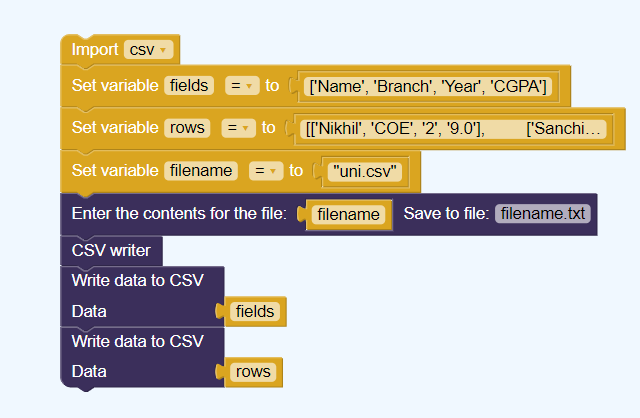 Import csv
Set variable fields = to ['Name', 'Branch', 'Year', 'CGPA']
Set variable rows = to [['Nikhil', 'COE', '2', '9.0'], ['Sanchi...
Set variable filename = to "uni.csv"
Enter the contents for the file: filename Save to file: filename.txt
CSV writer
Write data to CSV
Data fields
Write data to CSV
Data rows